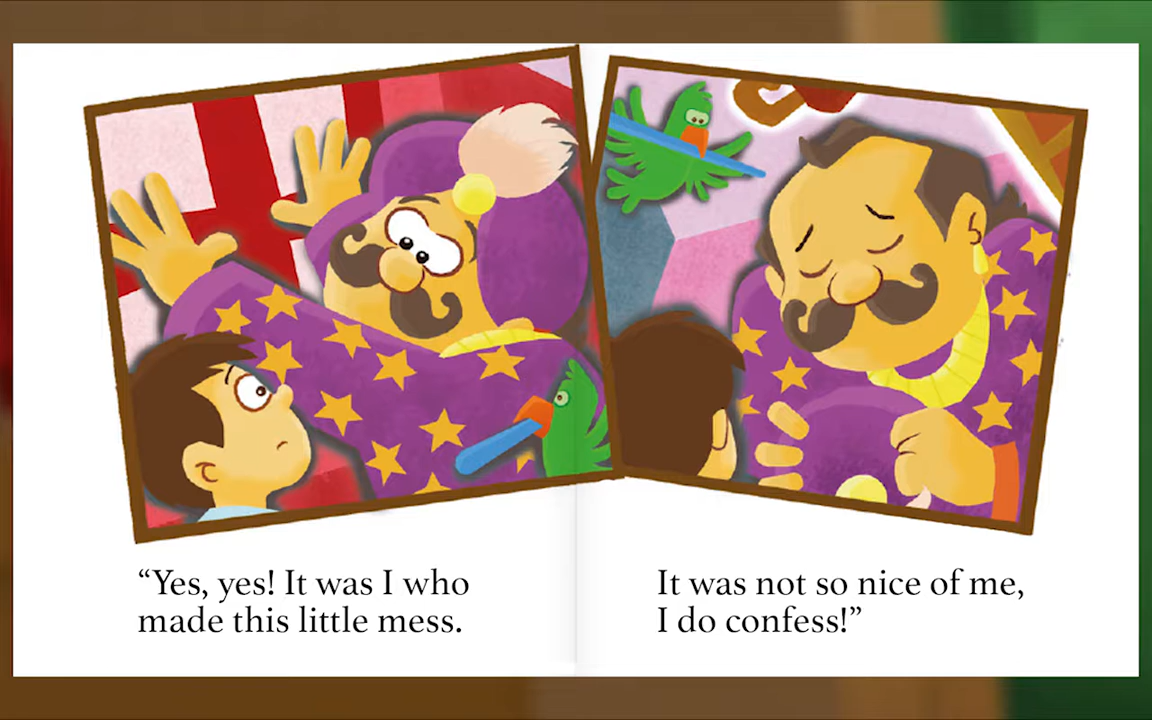 “Yes, yes! It was I who
made this little mess.
It was not so nice of me,
I do confess!”